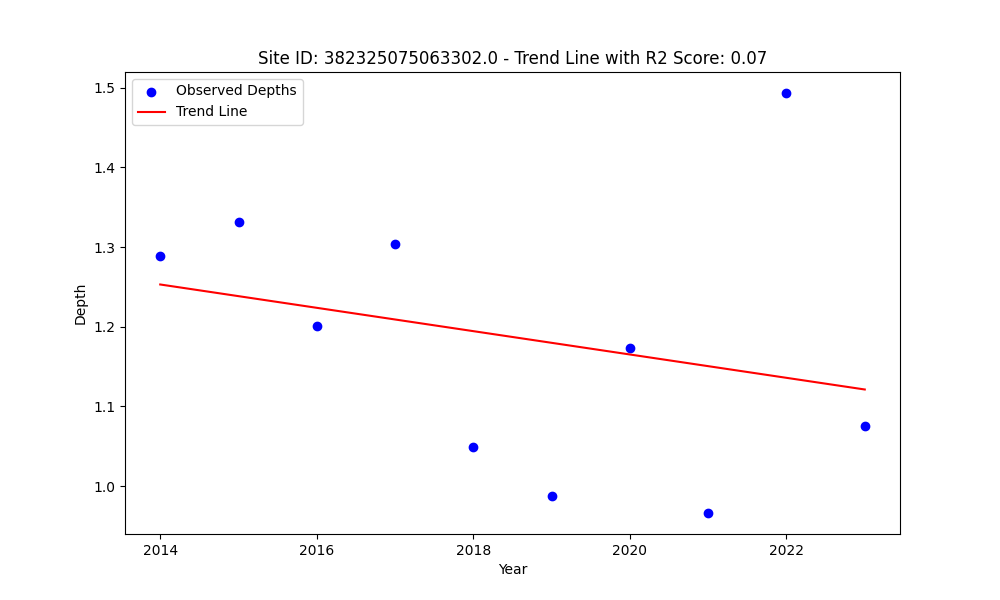 Site ID: 382325075063302.0 - Trend Line with R2 Score: 0.07
Observed Depths
Trend Line
1.5
1.4
1.3
1.2
1.1
1.0
Depth
2014
2016
2018
2020
2022
Year